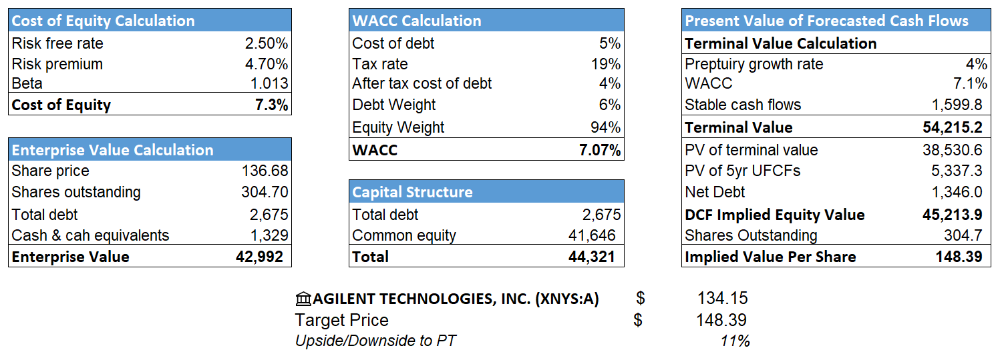 Cost of Equity Calculation
Risk free rate 2.50%
Risk premium 4.70%
Beta 1.013
Cost of Equity 7.3%
Enterprise Value Calculation
Share price 136.68
Shares outstanding 304.70
Total debt 2,675
Cash & cah equivalents 1,329
Enterprise Value 42,992
WACC Calculation
Cost of debt 5%
Tax rate 19%
After tax cost of debt 4%
Debt Weight 6%
Equity Weight 94%
WACC 7.07%
Capital Structure
Total debt 2,675
Common equity 41,646
Total 44,321
Present Value of Forecasted Cash Flows
Terminal Value Calculation
Preptuiry growth rate 4%
WACC 7.1%
Stable cash flows 1,599.8
Terminal Value 54,215.2
PV of terminal value 38,530.6
PV of 5yr UFCFs 5,337.3
Net Debt 1,346.0
DCF Implied Equity Value 45,213.9
Shares Outstanding 304.7
Implied Value Per Share 148.39
AGILENT TECHNOLOGIES, INC. (XNYS:A) $ 134.15
Target Price $ 148.39
Upside/Downside to PT 11%